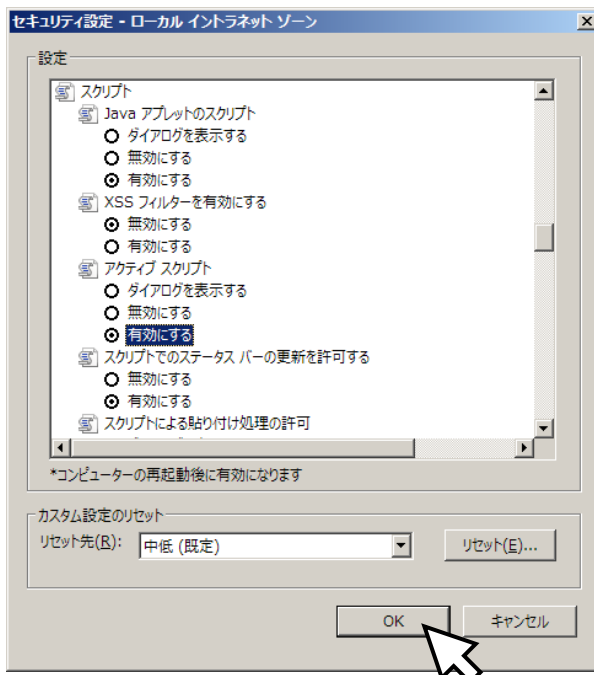 セキュリティ設定 - ローカル イントラネット ゾーン
設定
スクリプト
Java アプレットのスクリプト
ダイアログを表示する
無効にする
有効にする
XSS フィルターを有効にする
無効にする
有効にする
アクティブ スクリプト
ダイアログを表示する
無効にする
有効にする
スクリプトでのステータス バーの更新を許可する
無効にする
有効にする
スクリプトによる貼り付け処理の許可
*コンピューターの再起動後に有効になります
カスタム設定のリセット
リセット先(R): 中低 (既定) リセット(E)...
OK キャンセル